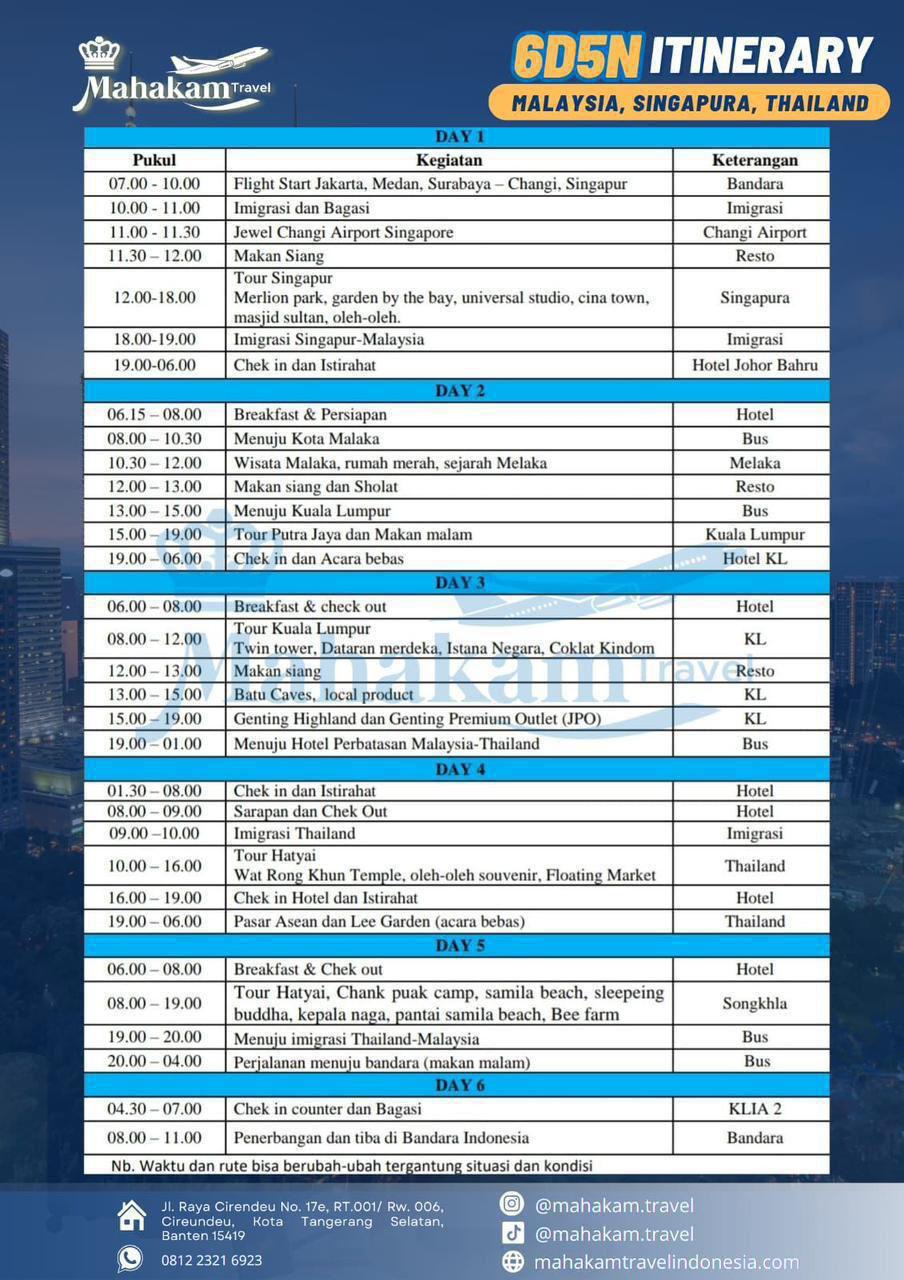 Mahakam Travel
6D5N ITINERARY
MALAYSIA, SINGAPURA, THAILAND
DAY 1
Pukul Kegiatan Keterangan
07.00 - 10.00 Flight Start Jakarta, Medan, Surabaya – Changi, Singapur Bandara
10.00 - 11.00 Imigrasi dan Bagasi Imigrasi
11.00 - 11.30 Jewel Changi Airport Singapore Changi Airport
11.30 – 12.00 Makan Siang Resto
Tour Singapur
12.00-18.00 Merlion park, garden by the bay, universal studio, cina town, Singapura
masjid sultan, oleh-oleh.
18.00-19.00 Imigrasi Singapur-Malaysia Imigrasi
19.00-06.00 Chek in dan Istirahat Hotel Johor Bahru
DAY 2
06.15 – 08.00 Breakfast & Persiapan Hotel
08.00 – 10.30 Menuju Kota Malaka Bus
10.30 – 12.00 Wisata Malaka, rumah merah, sejarah Melaka Melaka
12.00 – 13.00 Makan siang dan Sholat Resto
13.00 – 15.00 Menuju Kuala Lumpur Bus
15.00 – 19.00 Tour Putra Jaya dan Makan malam Kuala Lumpur
19.00 – 06.00 Chek in dan Acara bebas Hotel KL
DAY 3
06.00 – 08.00 Breakfast & check out Hotel
Tour Kuala Lumpur
08.00 – 12.00 Twin tower, Dataran merdeka, Istana Negara, Coklat Kindom KL
12.00 – 13.00 Makan siang Resto
13.00 – 15.00 Batu Caves, local product KL
15.00 – 19.00 Genting Highland dan Genting Premium Outlet (JPO) KL
19.00 – 01.00 Menuju Hotel Perbatasan Malaysia-Thailand Bus
Mahakam Travel
DAY 4
01.30 – 08.00 Chek in dan Istirahat Hotel
08.00 – 09.00 Sarapan dan Chek Out Hotel
09.00 –10.00 Imigrasi Thailand Imigrasi
Tour Hatyai
10.00 – 16.00 Wat Rong Khun Temple, oleh-oleh souvenir, Floating Market Thailand
16.00 – 19.00 Chek in Hotel dan Istirahat Hotel
19.00 – 06.00 Pasar Asean dan Lee Garden (acara bebas) Thailand
DAY 5
06.00 – 08.00 Breakfast & Chek out Hotel
08.00 – 19.00 Tour Hatyai, Chank puak camp, samila beach, sleepeing Songkhla
buddha, kepala naga, pantai samila beach, Bee farm
19.00 – 20.00 Menuju imigrasi Thailand-Malaysia Bus
20.00 – 04.00 Perjalanan menuju bandara (makan malam) Bus
DAY 6
04.30 – 07.00 Chek in counter dan Bagasi KLIA 2
08.00 – 11.00 Penerbangan dan tiba di Bandara Indonesia Bandara
Nb. Waktu dan rute bisa berubah-ubah tergantung situasi dan kondisi
Jl. Raya Cirendeu No. 17e, RT.001/ Rw. 006,
Cireundeu, Kota Tangerang Selatan,
Banten 15419
0812 2321 6923
@mahakam.travel
@mahakam.travel
mahakamtravelindonesia.com